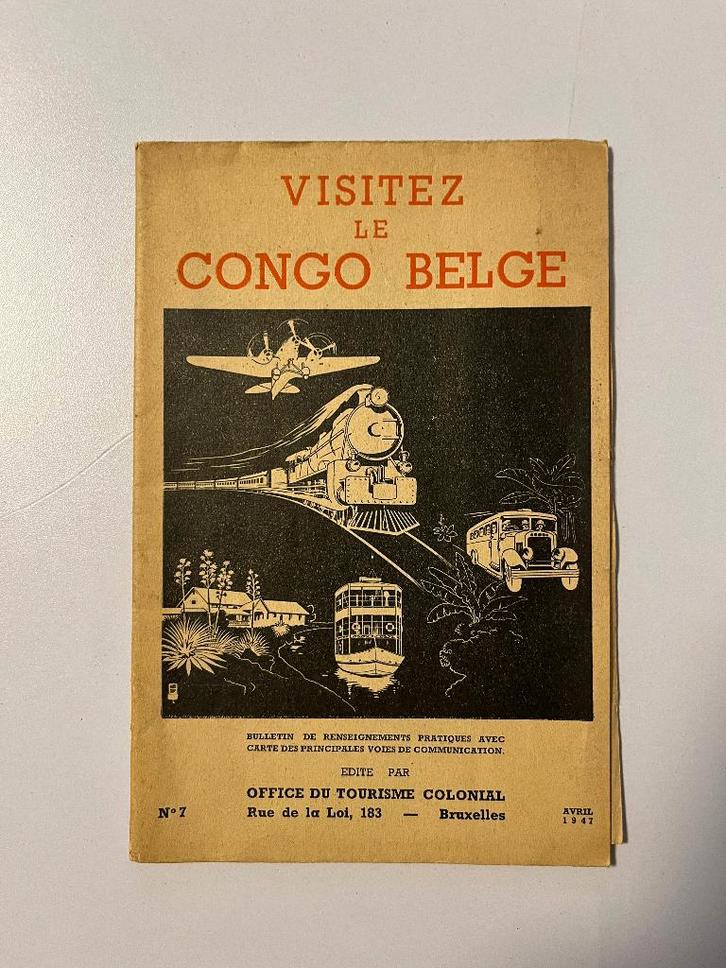 VISITEZ
LE
CONGO BELGE
BULLETIN DE RENSEIGNEMENTS PRATIQUES AVEC
CARTE DES PRINCIPALES VOIES DE COMMUNICATION.
EDITE PAR
OFFICE DU TOURISME COLONIAL
Nº 7 Rue de la Loi, 183 — Bruxelles AVRIL
1947